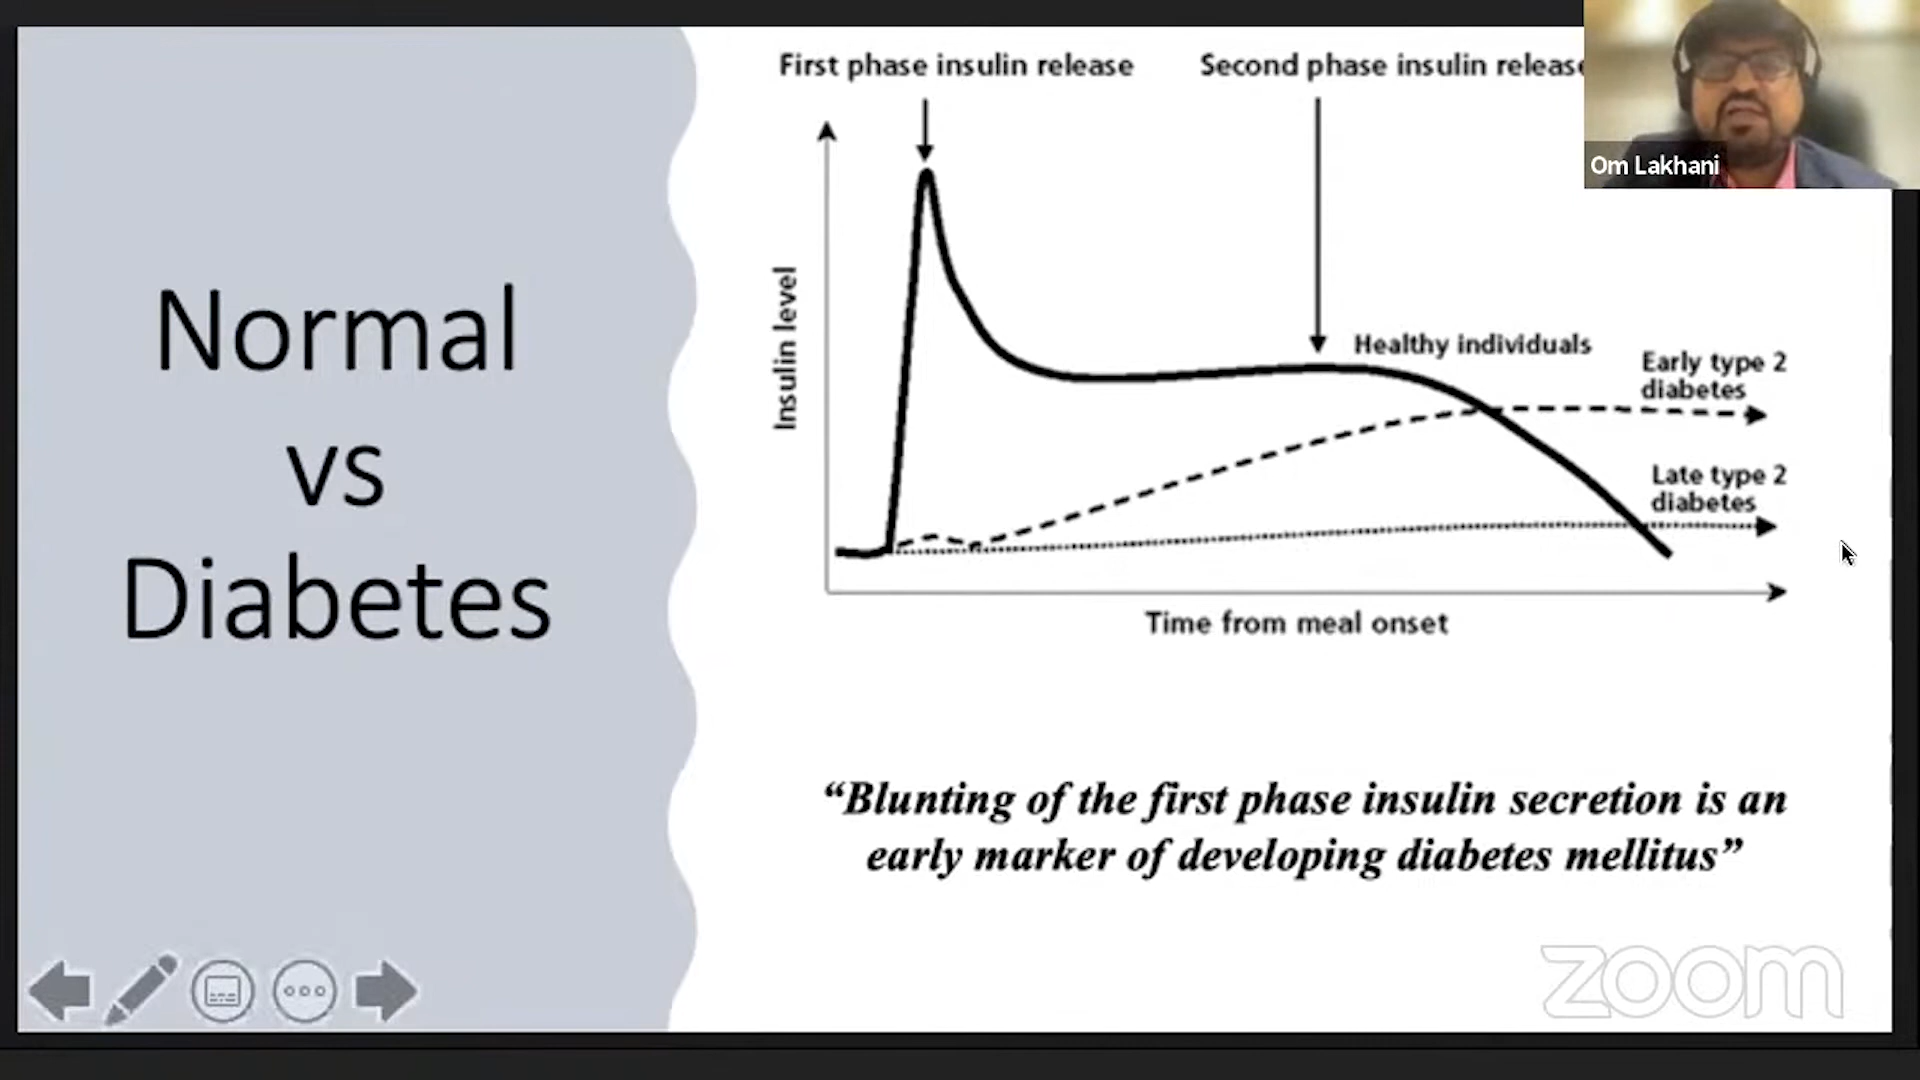 Normal
vs
Diabetes
First phase insulin release
Second phase insulin release
Om Lakhani
Insulin level
Healthy individuals
Early type 2
diabetes
Late type 2
diabetes
Time from meal onset
“Blunting of the first phase insulin secretion is an
early marker of developing diabetes mellitus”
zoom